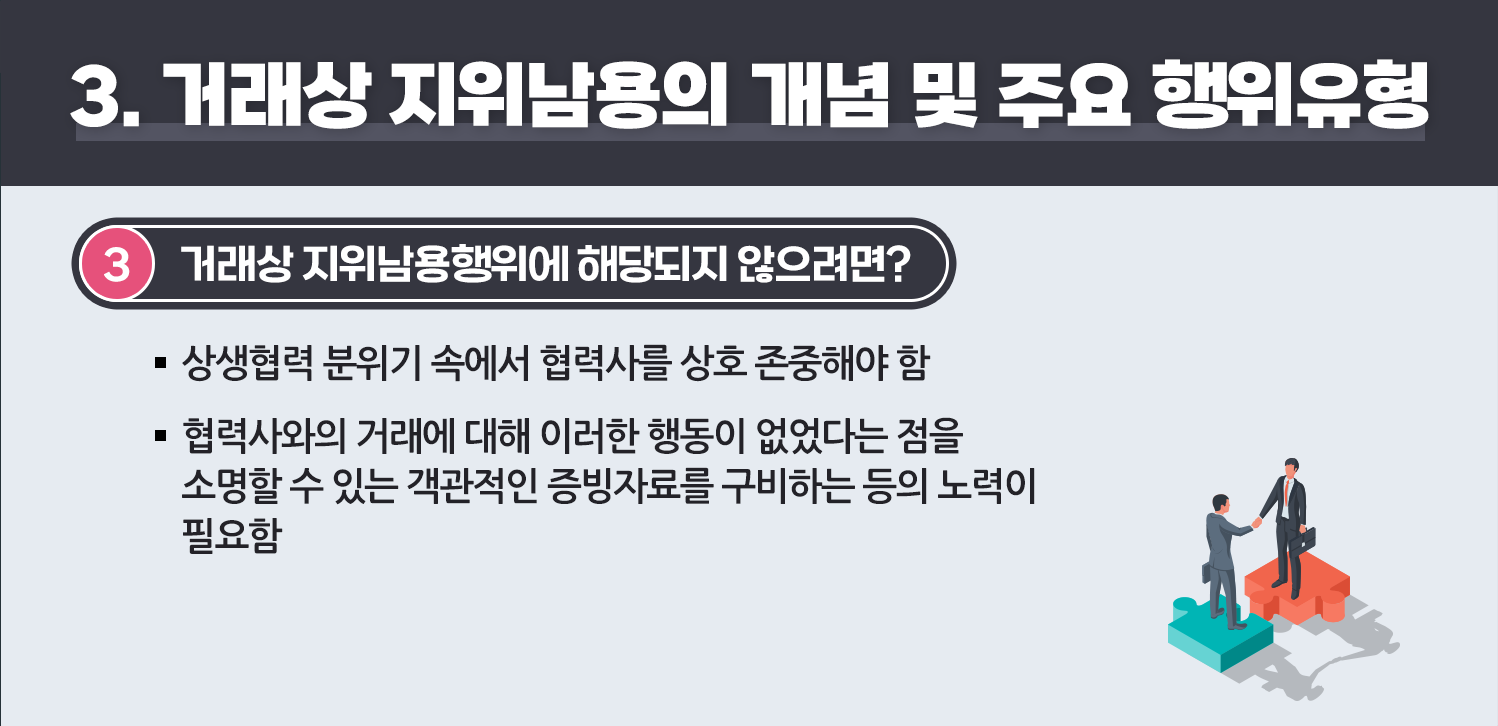 3. 거래상 지위남용의 개념 및 주요 행위유형
3 거래상 지위남용행위에 해당되지 않으려면?
▪ 상생협력 분위기 속에서 협력사를 상호 존중해야 함
▪ 협력사와의 거래에 대해 이러한 행동이 없었다는 점을
소명할 수 있는 객관적인 증빙자료를 구비하는 등의 노력이
필요함